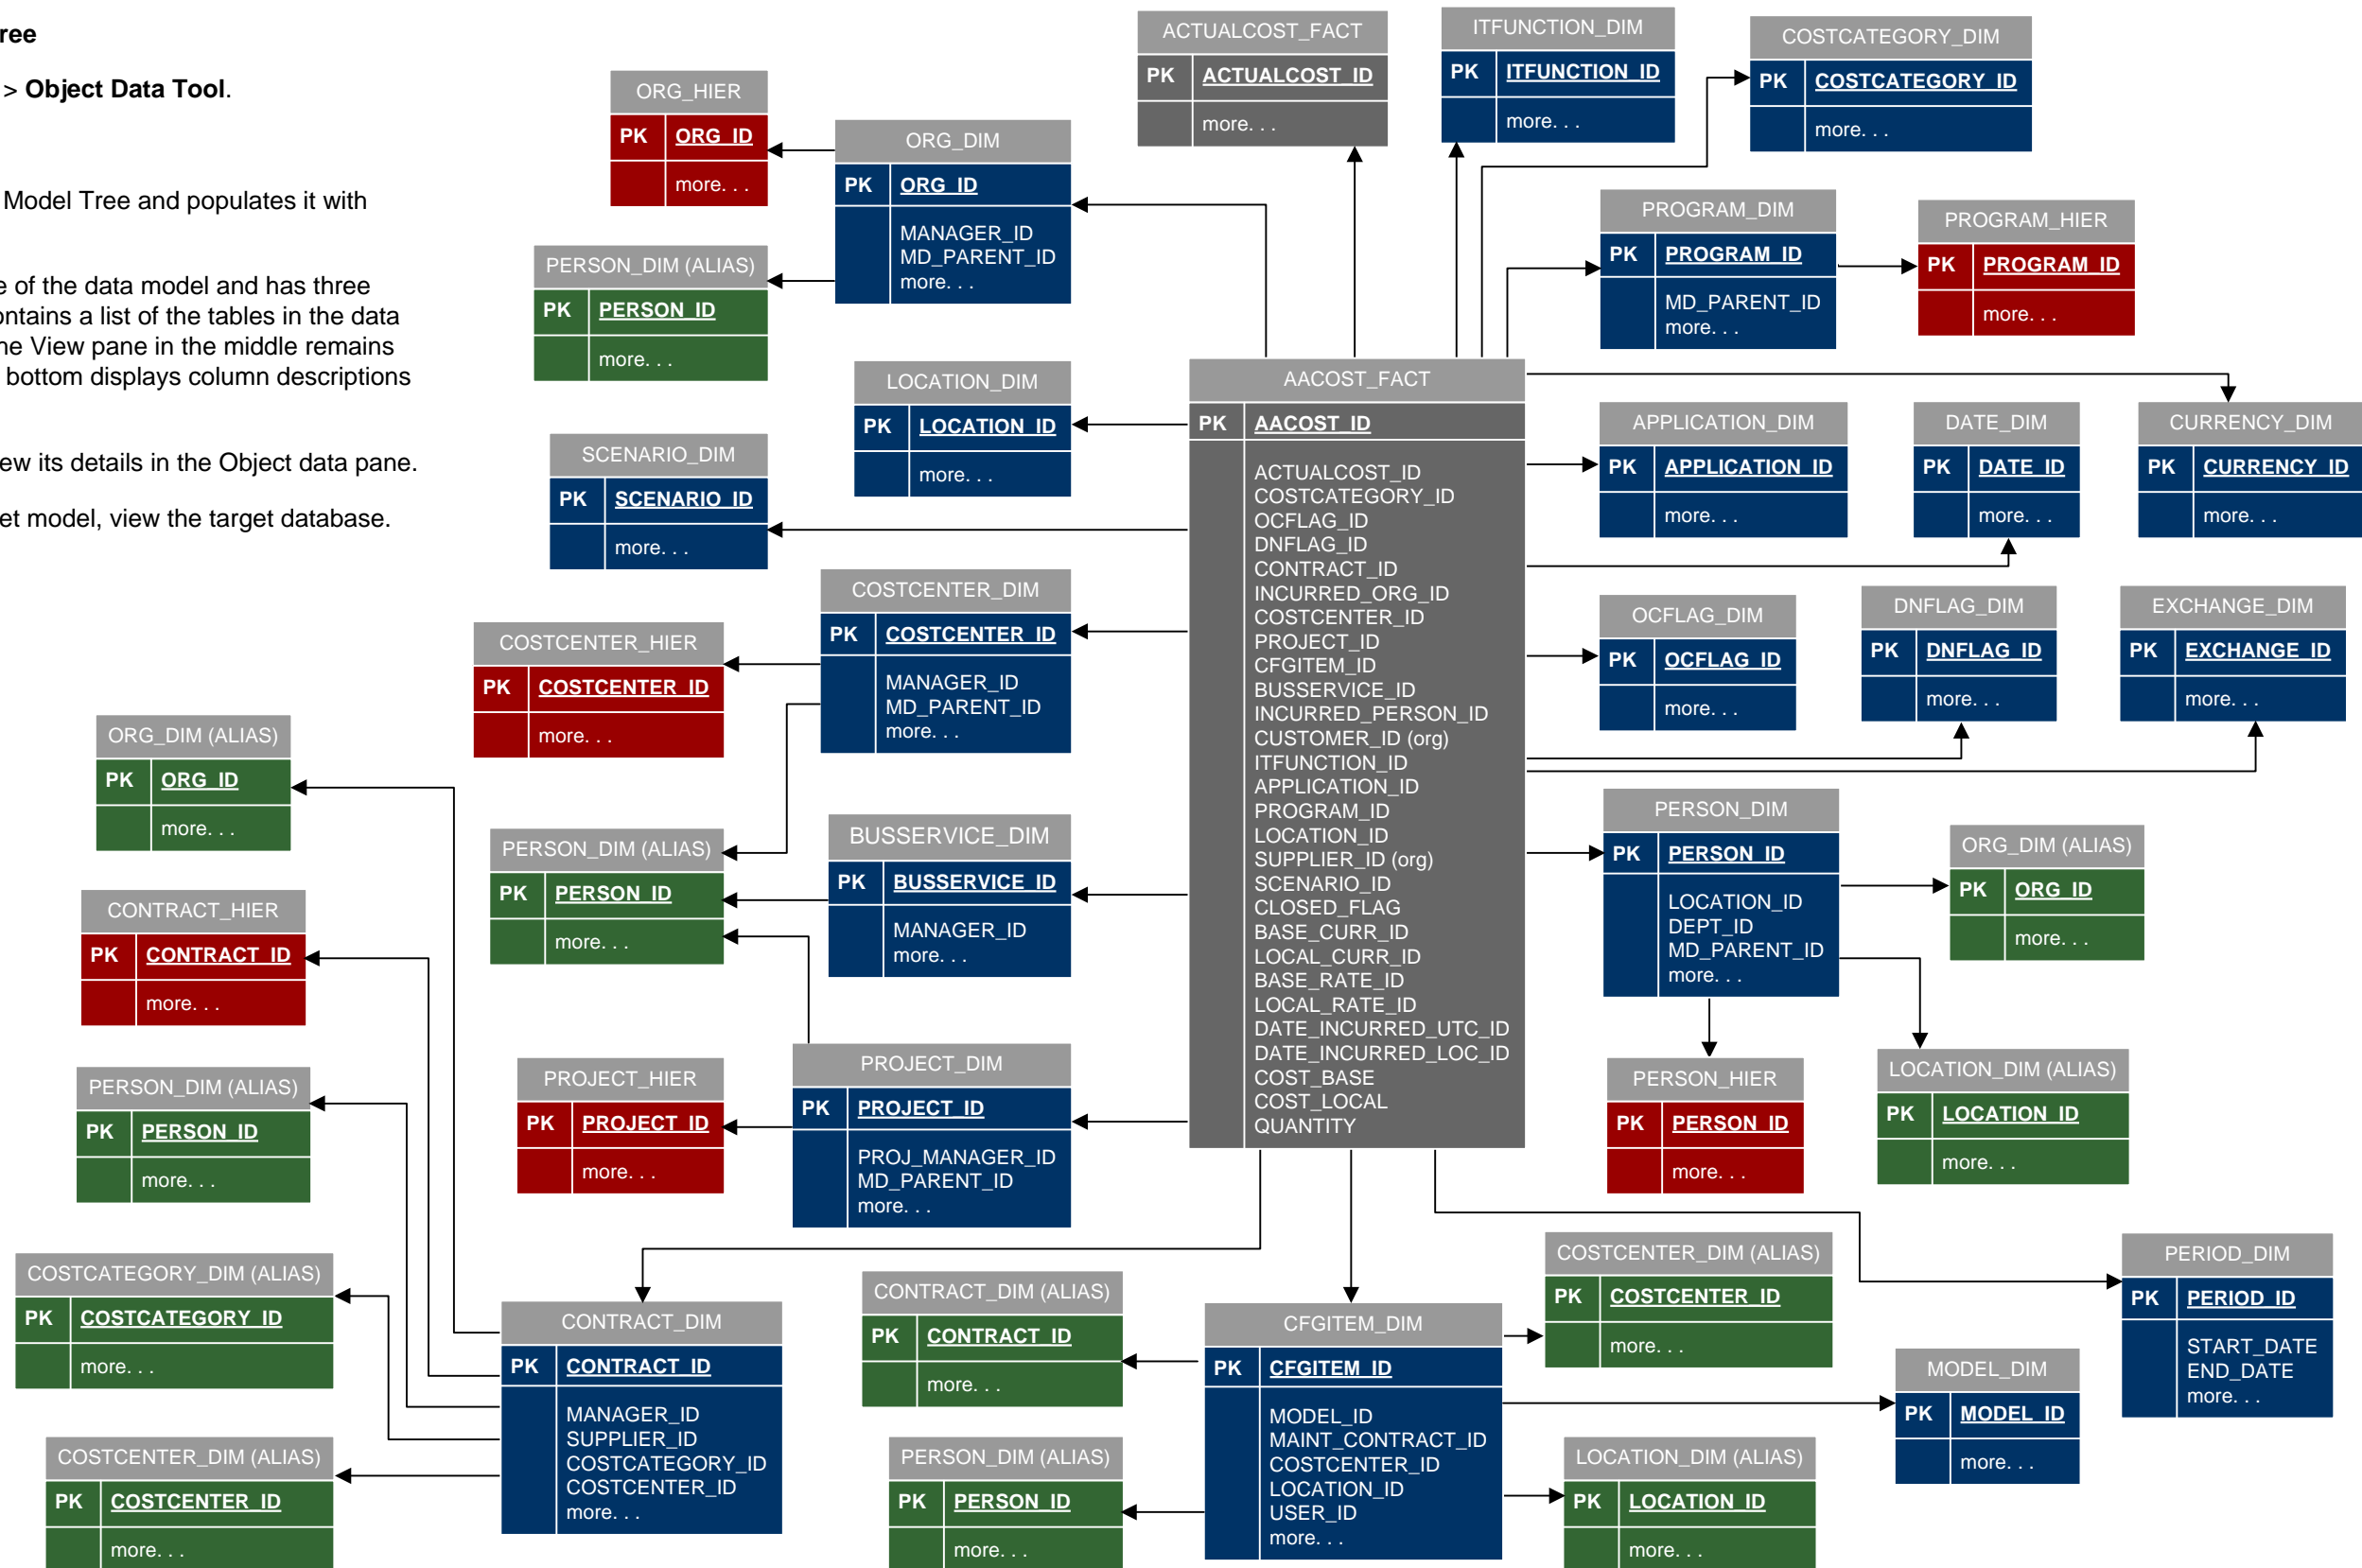 ree
> Object Data Tool.
Model Tree and populates it with
e of the data model and has three
ontains a list of the tables in the data
ne View pane in the middle remains
bottom displays column descriptions
ew its details in the Object data pane.
et model, view the target database.
ACTUALCOST_FACT
PK ACTUALCOST_ID
more. . .
ITFUNCTION_DIM
PK ITFUNCTION_ID
more. . .
COSTCATEGORY_DIM
PK COSTCATEGORY_ID
more. . .
ORG_HIER
PK ORG_ID
more. . .
ORG_DIM
PK ORG_ID
MANAGER_ID
MD_PARENT_ID
more. . .
PROGRAM_DIM
PK PROGRAM_ID
MD_PARENT_ID
more. . .
PROGRAM_HIER
PK PROGRAM_ID
more. . .
PERSON_DIM (ALIAS)
PK PERSON_ID
more. . .
LOCATION_DIM
PK LOCATION_ID
more. . .
SCENARIO_DIM
PK SCENARIO_ID
more. . .
AACOST_FACT
PK AACOST_ID
ACTUALCOST_ID
COSTCATEGORY_ID
OCFLAG_ID
DNFLAG_ID
CONTRACT_ID
INCURRED_ORG_ID
COSTCENTER_ID
PROJECT_ID
CFGITEM_ID
BUSSERVICE_ID
INCURRED_PERSON_ID
CUSTOMER_ID (org)
ITFUNCTION_ID
APPLICATION_ID
PROGRAM_ID
LOCATION_ID
SUPPLIER_ID (org)
SCENARIO_ID
CLOSED_FLAG
BASE_CURR_ID
LOCAL_CURR_ID
BASE_RATE_ID
LOCAL_RATE_ID
DATE_INCURRED_UTC_ID
DATE_INCURRED_LOC_ID
COST_BASE
COST_LOCAL
QUANTITY
APPLICATION_DIM
PK APPLICATION_ID
more. . .
DATE_DIM
PK DATE_ID
more. . .
CURRENCY_DIM
PK CURRENCY_ID
more. . .
COSTCENTER_DIM
PK COSTCENTER_ID
MANAGER_ID
MD_PARENT_ID
more. . .
COSTCENTER_HIER
PK COSTCENTER_ID
more. . .
OCFLAG_DIM
PK OCFLAG_ID
more. . .
DNFLAG_DIM
PK DNFLAG_ID
more. . .
EXCHANGE_DIM
PK EXCHANGE_ID
more. . .
ORG_DIM (ALIAS)
PK ORG_ID
more. . .
PERSON_DIM (ALIAS)
PK PERSON_ID
more. . .
BUSSERVICE_DIM
PK BUSSERVICE_ID
MANAGER_ID
more. . .
PERSON_DIM
PK PERSON_ID
LOCATION_ID
DEPT_ID
MD_PARENT_ID
more. . .
ORG_DIM (ALIAS)
PK ORG_ID
more. . .
CONTRACT_HIER
PK CONTRACT_ID
more. . .
PERSON_DIM (ALIAS)
PK PERSON_ID
more. . .
PROJECT_HIER
PK PROJECT_ID
more. . .
PROJECT_DIM
PK PROJECT_ID
PROJ_MANAGER_ID
MD_PARENT_ID
more. . .
PERSON_HIER
PK PERSON_ID
more. . .
LOCATION_DIM (ALIAS)
PK LOCATION_ID
more. . .
COSTCATEGORY_DIM (ALIAS)
PK COSTCATEGORY_ID
more. . .
CONTRACT_DIM
PK CONTRACT_ID
MANAGER_ID
SUPPLIER_ID
COSTCATEGORY_ID
COSTCENTER_ID
more. . .
CONTRACT_DIM (ALIAS)
PK CONTRACT_ID
more. . .
CFGITEM_DIM
PK CFGITEM_ID
MODEL_ID
MAINT_CONTRACT_ID
COSTCENTER_ID
LOCATION_ID
USER_ID
more. . .
COSTCENTER_DIM (ALIAS)
PK COSTCENTER_ID
more. . .
PERIOD_DIM
PK PERIOD_ID
START_DATE
END_DATE
more. . .
MODEL_DIM
PK MODEL_ID
more. . .
COSTCENTER_DIM (ALIAS)
PK COSTCENTER_ID
more. . .
PERSON_DIM (ALIAS)
PK PERSON_ID
more. . .
LOCATION_DIM (ALIAS)
PK LOCATION_ID
more. . .